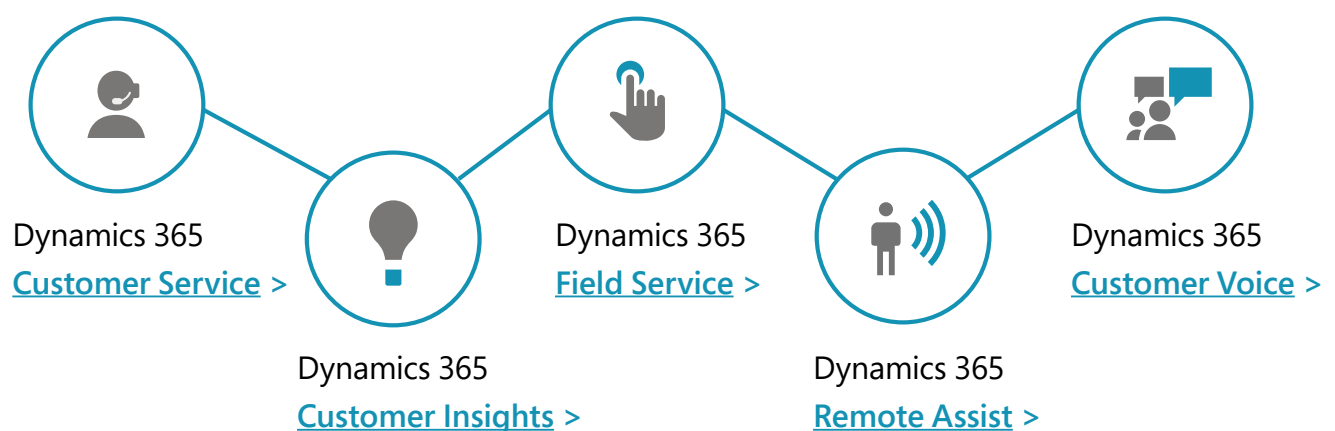 Dynamics 365
Customer Service >
Dynamics 365
Customer Insights >
Dynamics 365
Field Service >
Dynamics 365
Remote Assist >
Dynamics 365
Customer Voice >